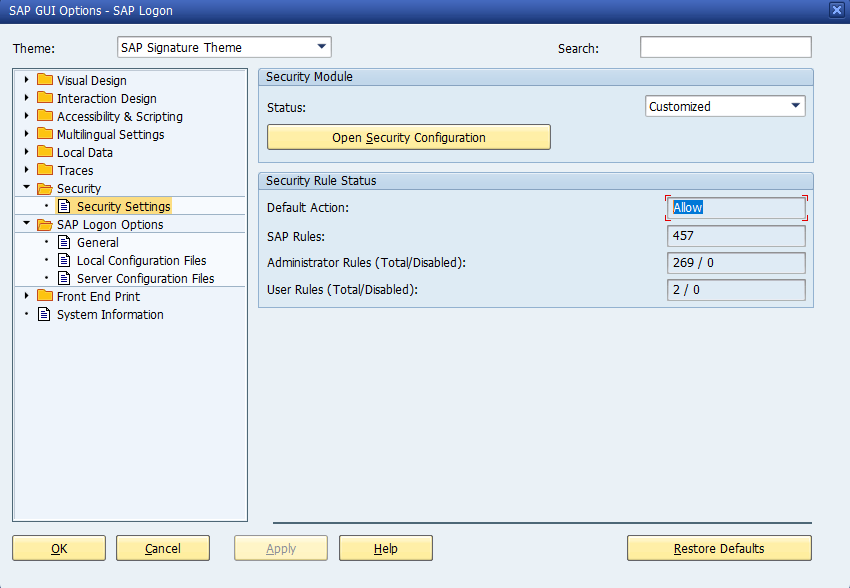 SAP GUI Options - SAP Logon
Theme: SAP Signature Theme Search:
Visual Design
Interaction Design
Accessibility & Scripting
Multilingual Settings
Local Data
Traces
Security
Security Settings
SAP Logon Options
General
Local Configuration Files
Server Configuration Files
Front End Print
System Information
Security Module
Status: Customized
Open Security Configuration
Security Rule Status
Default Action: Allow
SAP Rules: 457
Administrator Rules (Total/Disabled): 269 / 0
User Rules (Total/Disabled): 2 / 0
OK Cancel Apply Help Restore Defaults